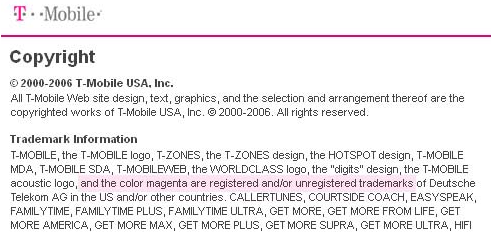 T··Mobile·
Copyright
© 2000-2006 T-Mobile USA, Inc.
All T-Mobile Web site design, text, graphics, and the selection and arrangement thereof are the
copyrighted works of T-Mobile USA, Inc. © 2000-2006. All rights reserved.
Trademark Information
T-MOBILE, the T-MOBILE logo, T-ZONES, the T-ZONES design, the HOTSPOT design, T-MOBILE
MDA, T-MOBILE SDA, T-MOBILEWEB, the WORLDCLASS logo, the "digits" design, the T-MOBILE
acoustic logo, and the color magenta are registered and/or unregistered trademarks of Deutsche
Telekom AG in the US and/or other countries. CALLERTUNES, COURTSIDE COACH, EASYSPEAK,
FAMILYTIME, FAMILYTIME PLUS, FAMILYTIME ULTRA, GET MORE, GET MORE FROM LIFE, GET
MORE AMERICA, GET MORE MAX, GET MORE PLUS, GET MORE SUPRA, GET MORE ULTRA, HIFI